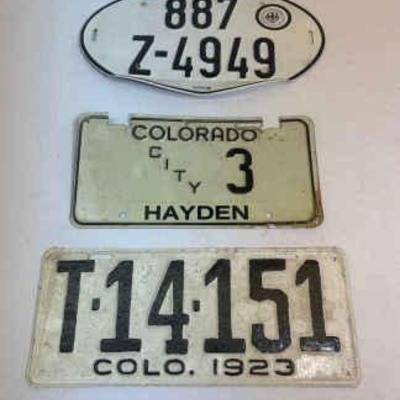 887
Z-4949
COLORADO
CITY 3
HAYDEN
T·14·151
COLO. 1923